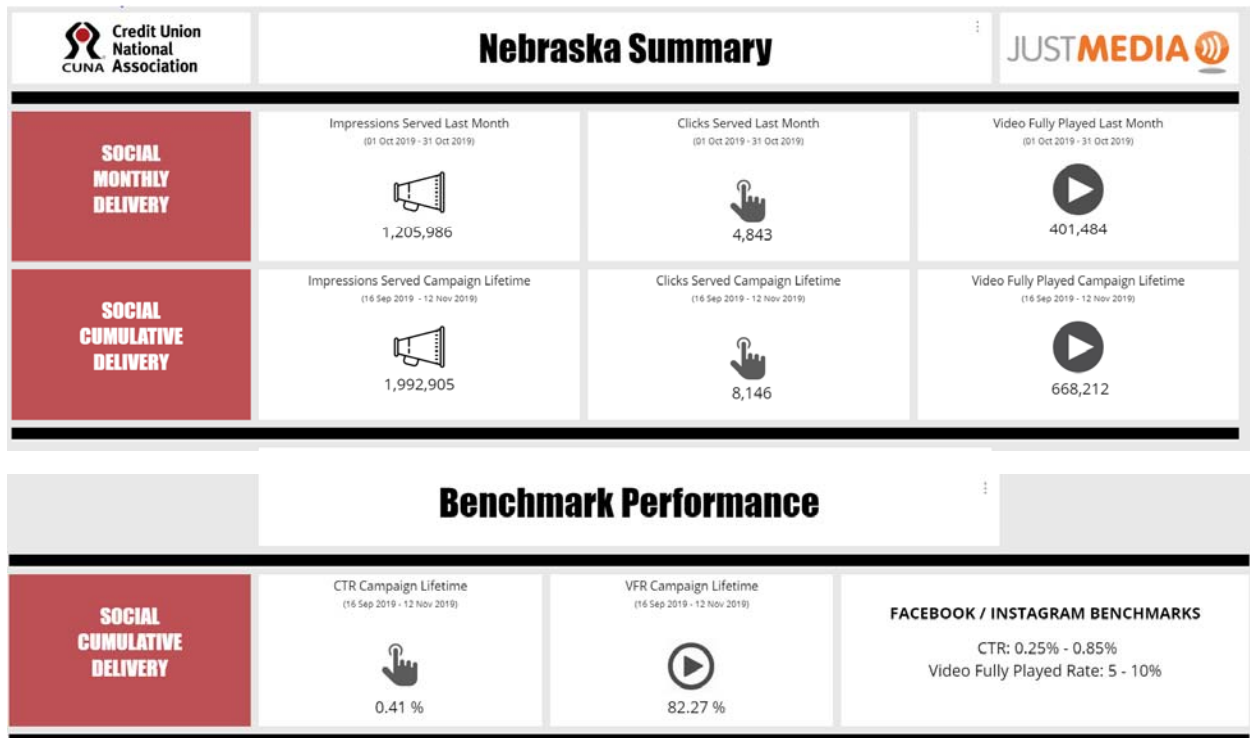 Credit Union
National
Association
CUNA
Nebraska Summary
JUSTMEDIA
SOCIAL
MONTHLY
DELIVERY
Impressions Served Last Month
(01 Oct 2019 - 31 Oct 2019)
1,205,986
Clicks Served Last Month
(01 Oct 2019 - 31 Oct 2019)
4,843
Video Fully Played Last Month
(01 Oct 2019 - 31 Oct 2019)
401,484
SOCIAL
CUMULATIVE
DELIVERY
Impressions Served Campaign Lifetime
(16 Sep 2019 - 12 Nov 2019)
1,992,905
Clicks Served Campaign Lifetime
(16 Sep 2019 - 12 Nov 2019)
8,146
Video Fully Played Campaign Lifetime
(16 Sep 2019 - 12 Nov 2019)
668,212
Benchmark Performance
SOCIAL
CUMULATIVE
DELIVERY
CTR Campaign Lifetime
(16 Sep 2019 - 12 Nov 2019)
0.41 %
VFR Campaign Lifetime
(16 Sep 2019 - 12 Nov 2019)
82.27 %
FACEBOOK / INSTAGRAM BENCHMARKS
CTR: 0.25% - 0.85%
Video Fully Played Rate: 5 - 10%